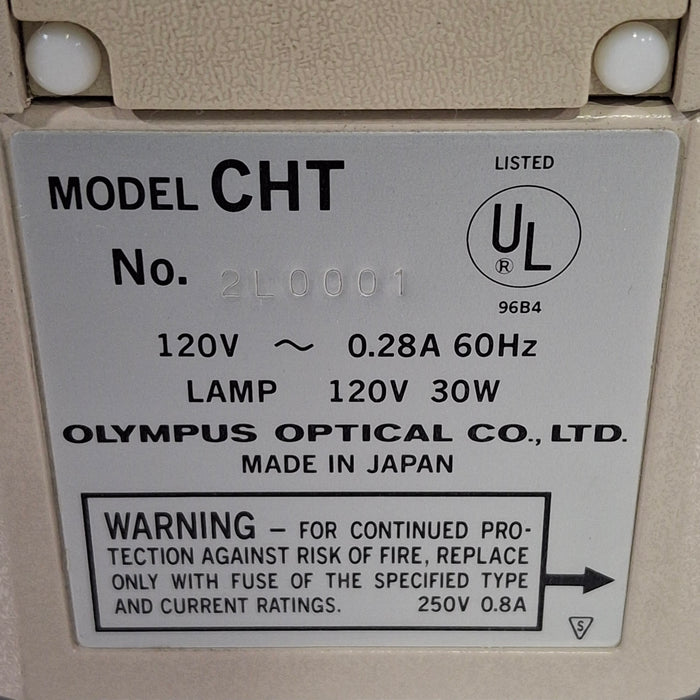 MODEL CHT
LISTED
UL
®
96B4
No. 2L0001
120V ~ 0.28A 60Hz
LAMP 120V 30W
OLYMPUS OPTICAL CO., LTD.
MADE IN JAPAN
WARNING – FOR CONTINUED PRO-
TECTION AGAINST RISK OF FIRE, REPLACE
ONLY WITH FUSE OF THE SPECIFIED TYPE
AND CURRENT RATINGS. 250V 0.8A
S